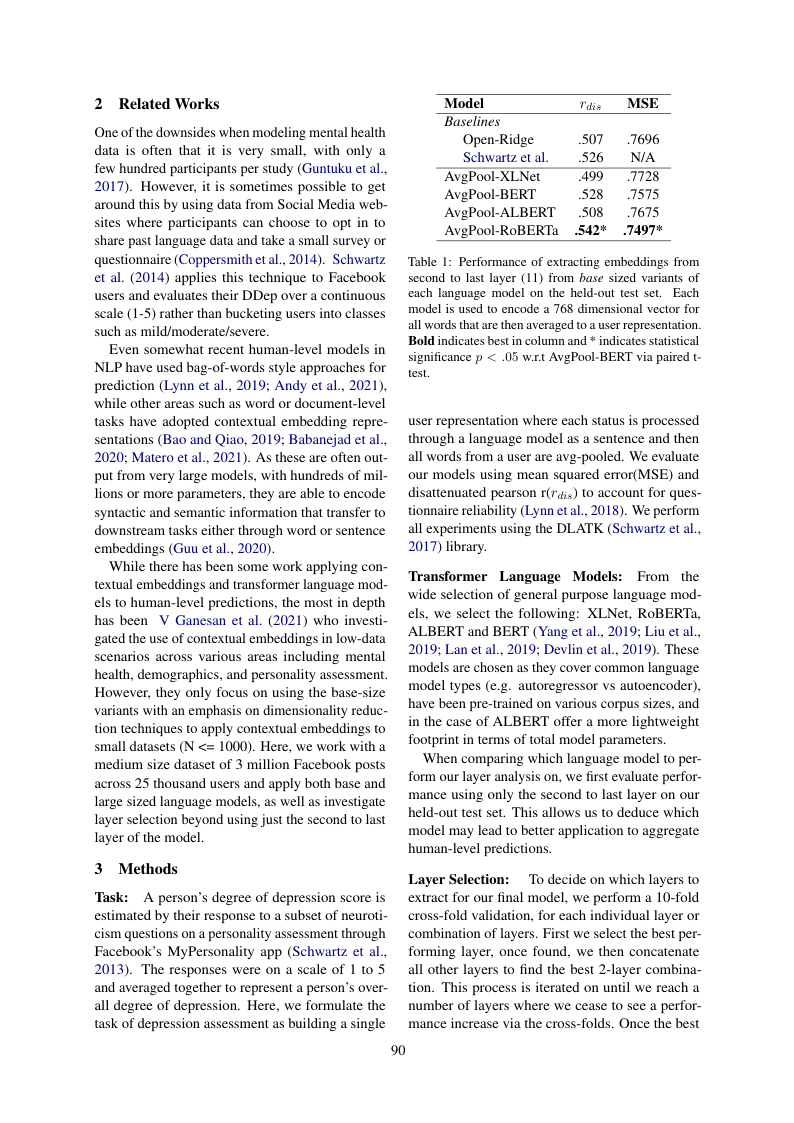 2 Related Works
One of the downsides when modeling mental health
data is often that it is very small, with only a
few hundred participants per study (Guntuku et al.,
2017). However, it is sometimes possible to get
around this by using data from Social Media web-
sites where participants can choose to opt in to
share past language data and take a small survey or
questionnaire (Coppersmith et al., 2014). Schwartz
et al. (2014) applies this technique to Facebook
users and evaluates their DDep over a continuous
scale (1-5) rather than bucketing users into classes
such as mild/moderate/severe.
Even somewhat recent human-level models in
NLP have used bag-of-words style approaches for
prediction (Lynn et al., 2019; Andy et al., 2021),
while other areas such as word or document-level
tasks have adopted contextual embedding repre-
sentations (Bao and Qiao, 2019; Babanejad et al.,
2020; Matero et al., 2021). As these are often out-
put from very large models, with hundreds of mil-
lions or more parameters, they are able to encode
syntactic and semantic information that transfer to
downstream tasks either through word or sentence
embeddings (Guu et al., 2020).
While there has been some work applying con-
textual embeddings and transformer language mod-
els to human-level predictions, the most in depth
has been V Ganesan et al. (2021) who investi-
gated the use of contextual embeddings in low-data
scenarios across various areas including mental
health, demographics, and personality assessment.
However, they only focus on using the base-size
variants with an emphasis on dimensionality reduc-
tion techniques to apply contextual embeddings to
small datasets (N <= 1000). Here, we work with a
medium size dataset of 3 million Facebook posts
across 25 thousand users and apply both base and
large sized language models, as well as investigate
layer selection beyond using just the second to last
layer of the model.
3 Methods
Task: A person's degree of depression score is
estimated by their response to a subset of neuroti-
cism questions on a personality assessment through
Facebook's MyPersonality app (Schwartz et al.,
2013). The responses were on a scale of 1 to 5
and averaged together to represent a person's over-
all degree of depression. Here, we formulate the
task of depression assessment as building a single
Model r_dis MSE
Baselines
Open-Ridge .507 .7696
Schwartz et al. .526 N/A
AvgPool-XLNet .499 .7728
AvgPool-BERT .528 .7575
AvgPool-ALBERT .508 .7675
AvgPool-RoBERTa .542* .7497*
Table 1: Performance of extracting embeddings from
second to last layer (11) from base sized variants of
each language model on the held-out test set. Each
model is used to encode a 768 dimensional vector for
all words that are then averaged to a user representation.
Bold indicates best in column and * indicates statistical
significance p < .05 w.r.t AvgPool-BERT via paired t-
test.
user representation where each status is processed
through a language model as a sentence and then
all words from a user are avg-pooled. We evaluate
our models using mean squared error(MSE) and
disattenuated pearson r(r_dis) to account for ques-
tionnaire reliability (Lynn et al., 2018). We perform
all experiments using the DLATK (Schwartz et al.,
2017) library.
Transformer Language Models: From the
wide selection of general purpose language mod-
els, we select the following: XLNet, RoBERTa,
ALBERT and BERT (Yang et al., 2019; Liu et al.,
2019; Lan et al., 2019; Devlin et al., 2019). These
models are chosen as they cover common language
model types (e.g. autoregressor vs autoencoder),
have been pre-trained on various corpus sizes, and
in the case of ALBERT offer a more lightweight
footprint in terms of total model parameters.
When comparing which language model to per-
form our layer analysis on, we first evaluate perfor-
mance using only the second to last layer on our
held-out test set. This allows us to deduce which
model may lead to better application to aggregate
human-level predictions.
Layer Selection: To decide on which layers to
extract for our final model, we perform a 10-fold
cross-fold validation, for each individual layer or
combination of layers. First we select the best per-
forming layer, once found, we then concatenate
all other layers to find the best 2-layer combina-
tion. This process is iterated on until we reach a
number of layers where we cease to see a perfor-
mance increase via the cross-folds. Once the best
90